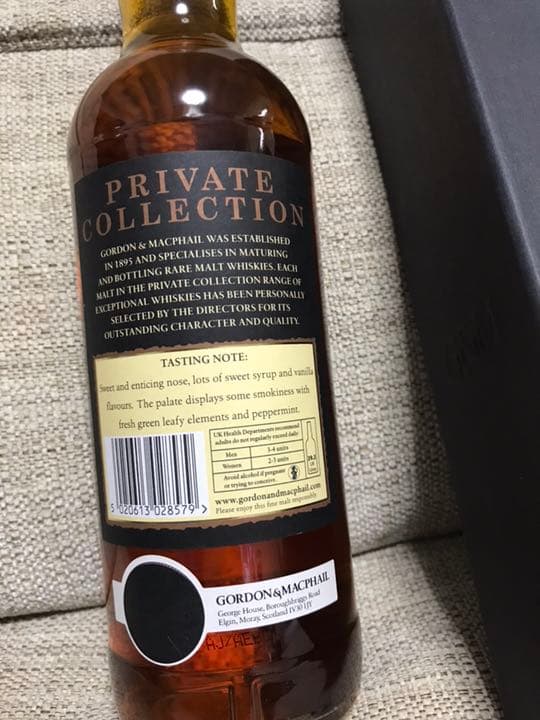 PRIVATE
COLLECTION
GORDON & MACPHAIL WAS ESTABLISHED
IN 1895 AND SPECIALISES IN MATURING
AND BOTTLING RARE MALT WHISKIES. EACH
MALT IN THE PRIVATE COLLECTION RANGE OF
EXCEPTIONAL WHISKIES HAS BEEN PERSONALLY
SELECTED BY THE DIRECTORS FOR ITS
OUTSTANDING CHARACTER AND QUALITY.
TASTING NOTE:
Sweet and enticing nose, lots of sweet syrup and vanilla
flavours. The palate displays some smokiness with
fresh green leafy elements and peppermint.
UK Health Departments recommend
adults do not regularly exceed daily:
Men 3-4 units
Women 2-3 units
Avoid alcohol if pregnant
or trying to conceive.
5 020613 028579 >
www.gordonandmacphail.com
Please enjoy this fine malt responsibly
GORDON&MACPHAIL
George House, Boroughbriggs Road
Elgin, Moray, Scotland IV30 1JY